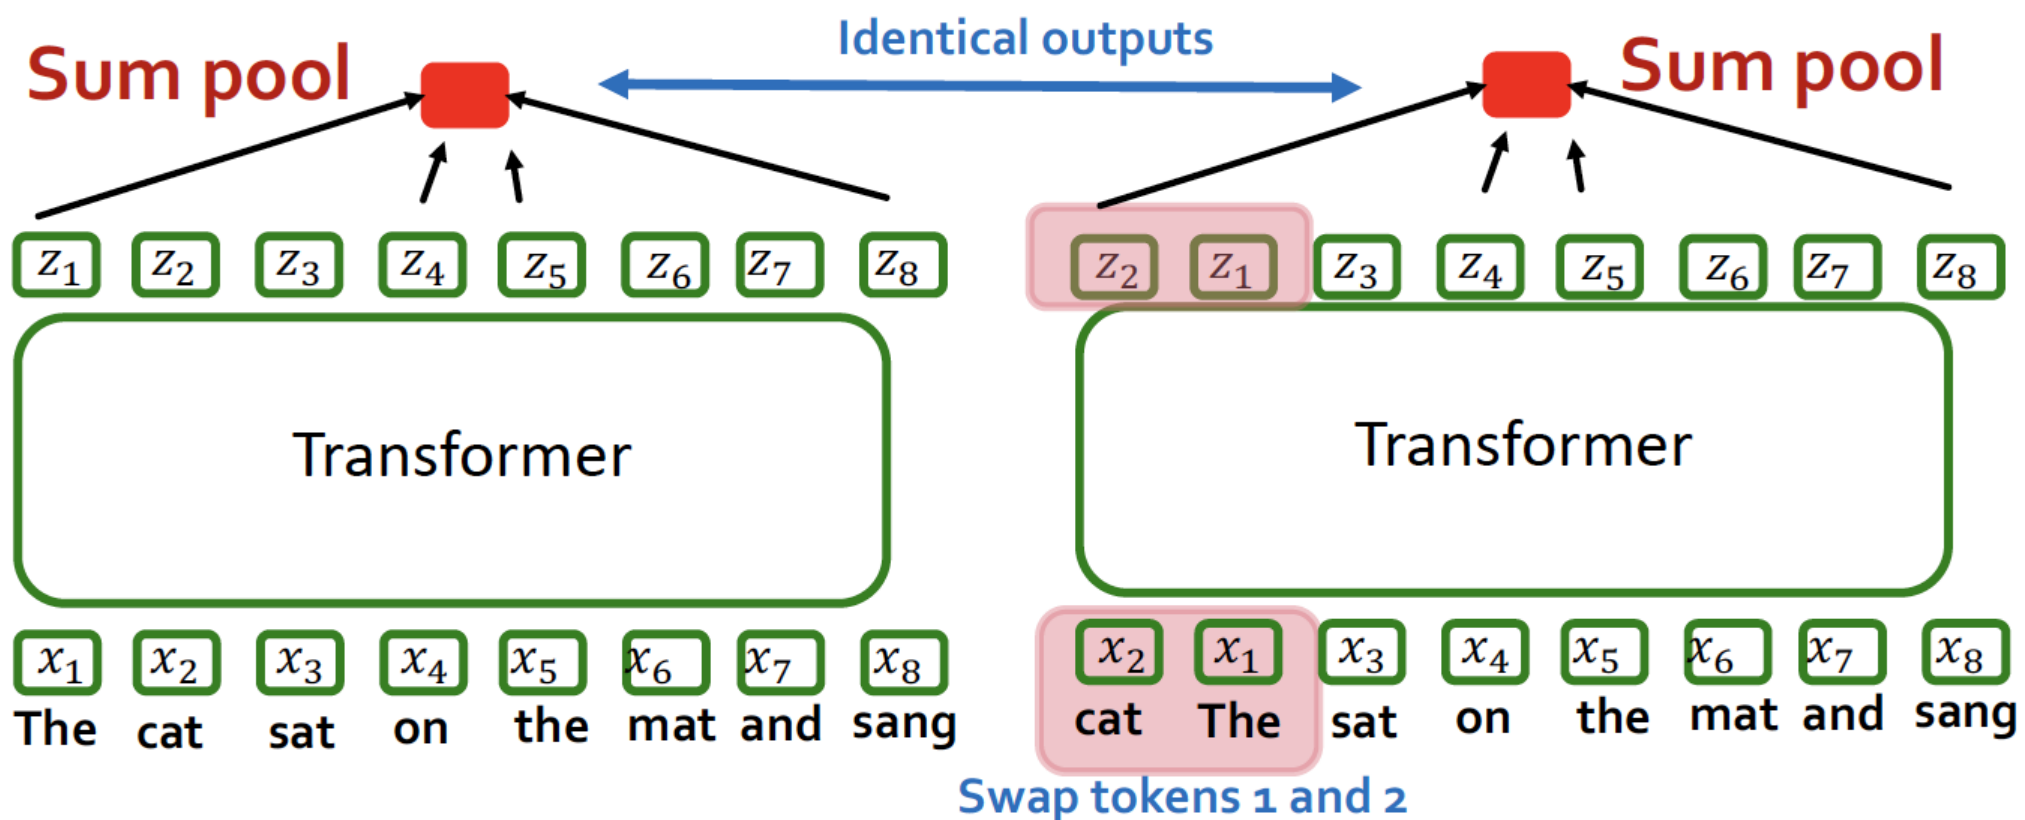 Identical outputs
Sum pool
Sum pool
z₁ z₂ z₃ z₄ z₅ z₆ z₇ z₈
z₂ z₁ z₃ z₄ z₅ z₆ z₇ z₈
Transformer
Transformer
x₁ x₂ x₃ x₄ x₅ x₆ x₇ x₈
The cat sat on the mat and sang
x₂ x₁ x₃ x₄ x₅ x₆ x₇ x₈
cat The sat on the mat and sang
Swap tokens 1 and 2